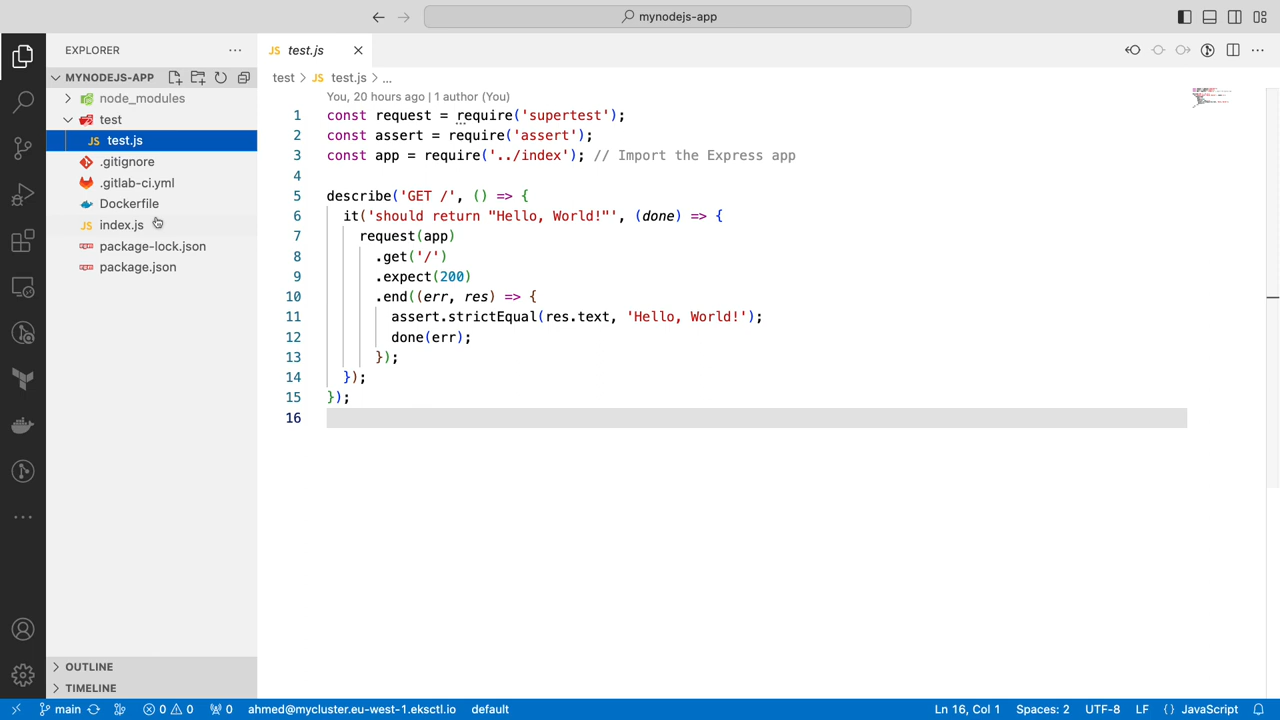 mynodejs-app
EXPLORER
MYNODEJS-APP
node_modules
test
JS test.js
.gitignore
.gitlab-ci.yml
Dockerfile
JS index.js
package-lock.json
package.json
OUTLINE
TIMELINE
JS test.js
test > JS test.js > ...
You, 20 hours ago | 1 author (You)
1 const request = require('supertest');
2 const assert = require('assert');
3 const app = require('../index'); // Import the Express app
4
5 describe('GET /', () => {
6 it('should return "Hello, World!"', (done) => {
7 request(app)
8 .get('/')
9 .expect(200)
10 .end((err, res) => {
11 assert.strictEqual(res.text, 'Hello, World!');
12 done(err);
13 });
14 });
15 });
16
main 0 0 0 ahmed@mycluster.eu-west-1.eksctl.io default Ln 16, Col 1 Spaces: 2 UTF-8 LF {} JavaScript